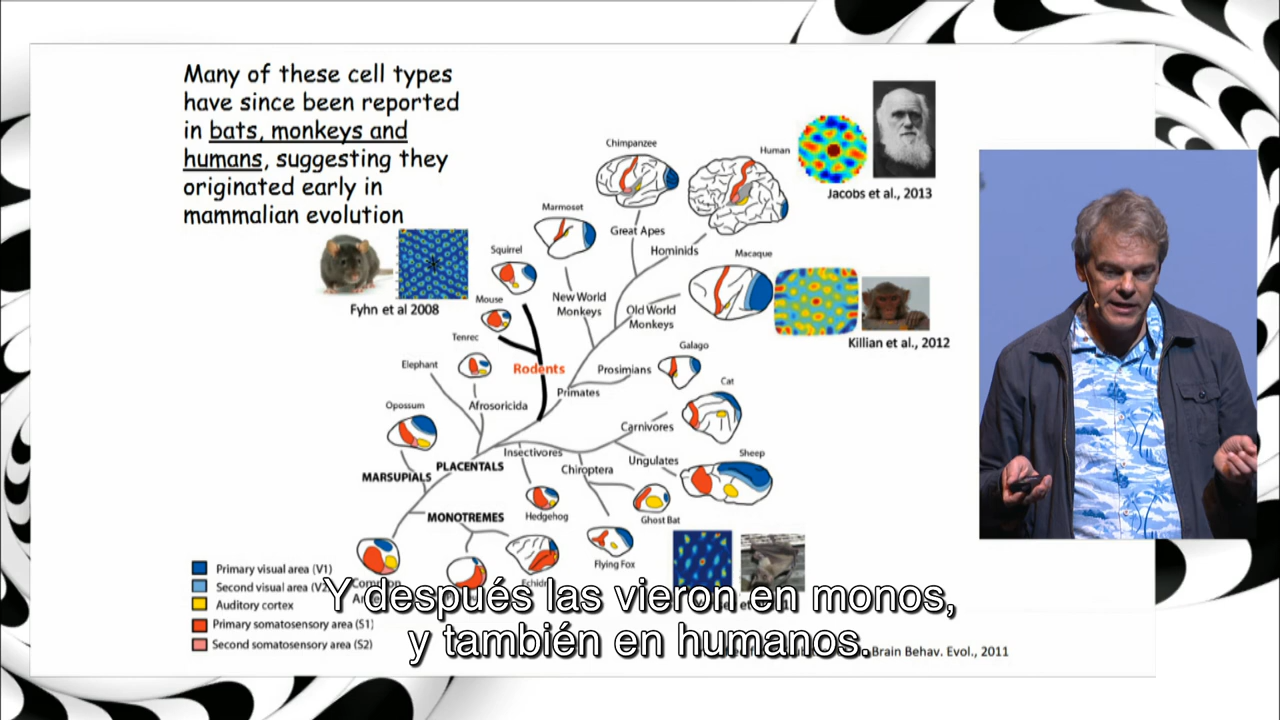 Many of these cell types
have since been reported
in bats, monkeys and
humans, suggesting they
originated early in
mammalian evolution
Chimpanzee
Human
Jacobs et al., 2013
Marmoset
Great Apes
Hominids
Squirrel
Macaque
Fyhn et al 2008
Mouse
New World
Monkeys
Old World
Monkeys
Killian et al., 2012
Tenrec
Galago
Elephant
Rodents
Prosimians
Cat
Primates
Opossum
Afrosoricida
Carnivores
Insectivores
Sheep
PLACENTALS
Chiroptera
Ungulates
MARSUPIALS
MONOTREMES
Hedgehog
Ghost Bat
Flying Fox
Primary visual area (V1)
Second visual area (V2
Auditory cortex
Primary somatosensory area (S1)
Second somatosensory area (S2)
Y después las vieron en monos,
y también en humanos.
Brain Behav. Evol., 2011